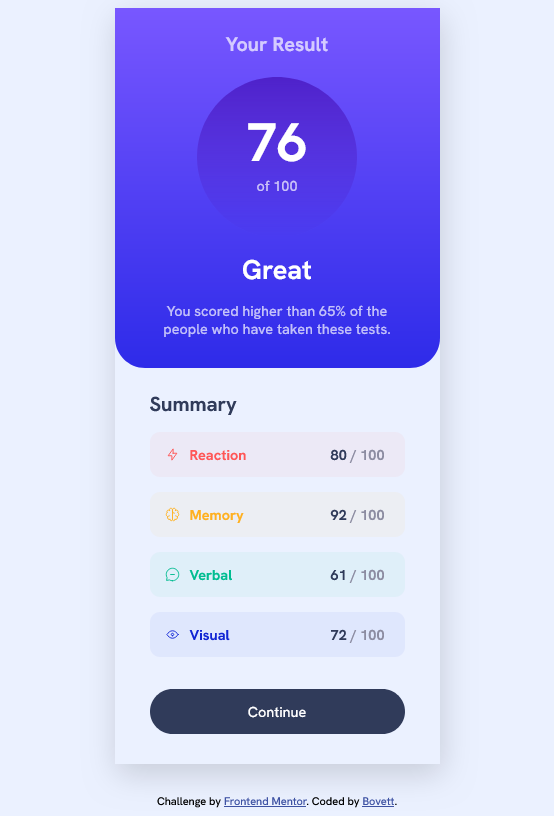 Your Result
76
of 100
Great
You scored higher than 65% of the
people who have taken these tests.
Summary
Reaction 80 / 100
Memory 92 / 100
Verbal 61 / 100
Visual 72 / 100
Continue
Challenge by Frontend Mentor. Coded by Bovett.